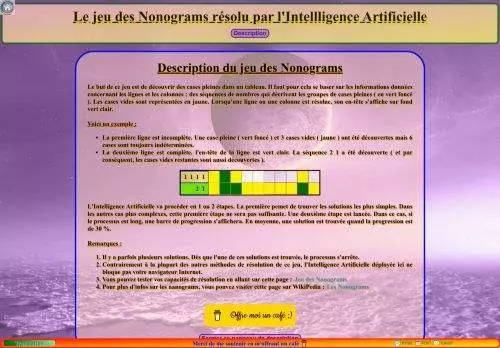 Le jeu des Nonograms résolu par l'Intellligence Artificielle
Description
Description du jeu des Nonograms
Le but de ce jeu est de découvrir des cases pleines dans un tableau. Il faut pour cela se baser sur les informations données
concernant les lignes et les colonnes : des séquences de nombres qui décrivent les groupes de cases pleines ( en vert foncé
). Les cases vides sont représentées en jaune. Lorsqu'une ligne ou une colonne est résolue, son en-tête s'affiche sur fond
vert clair.
Voici un exemple :
• La première ligne est incomplète. Une case pleine ( vert foncé ) et 3 cases vides ( jaune ) ont été découvertes mais 6
cases sont toujours indéterminées.
• La deuxième ligne est complète, l'en-tête de la ligne est vert clair. La séquence 2 1 a été découverte ( et par
conséquent, les cases vides restantes sont aussi découvertes ).
1 1 1 1
2 1
L'Intelligence Artificielle va procéder en 1 ou 2 étapes. La première permet de trouver les solutions les plus simples. Dans
les autres cas plus complexes, cette première étape ne sera pas suffisante. Une deuxième étape est lancée. Dans ce cas, si
le processus est long, une barre de progression s'affichera. En moyenne, une solution est trouvée quand la progression est
de 30 %.
Remarques :
1. Il y a parfois plusieurs solutions. Dès que l'une de ces solutions est trouvée, le processus s'arrête.
2. Contrairement à la plupart des autres méthodes de résolution de ce jeu, l'Intelligence Artificielle déployée ici ne
bloque pas votre navigateur Internet.
3. Vous pouvez tester vos capacités de résolution en allant sur cette page : Jeu des Nonograms
4. Pour plus d'infos sur les nanograms, vous pouvez visiter cette page sur WikiPedia : Les Nonograms
Offre moi un café ;)
Fermer ce panneau de description
Merci de me soutenir en m'offrant un café